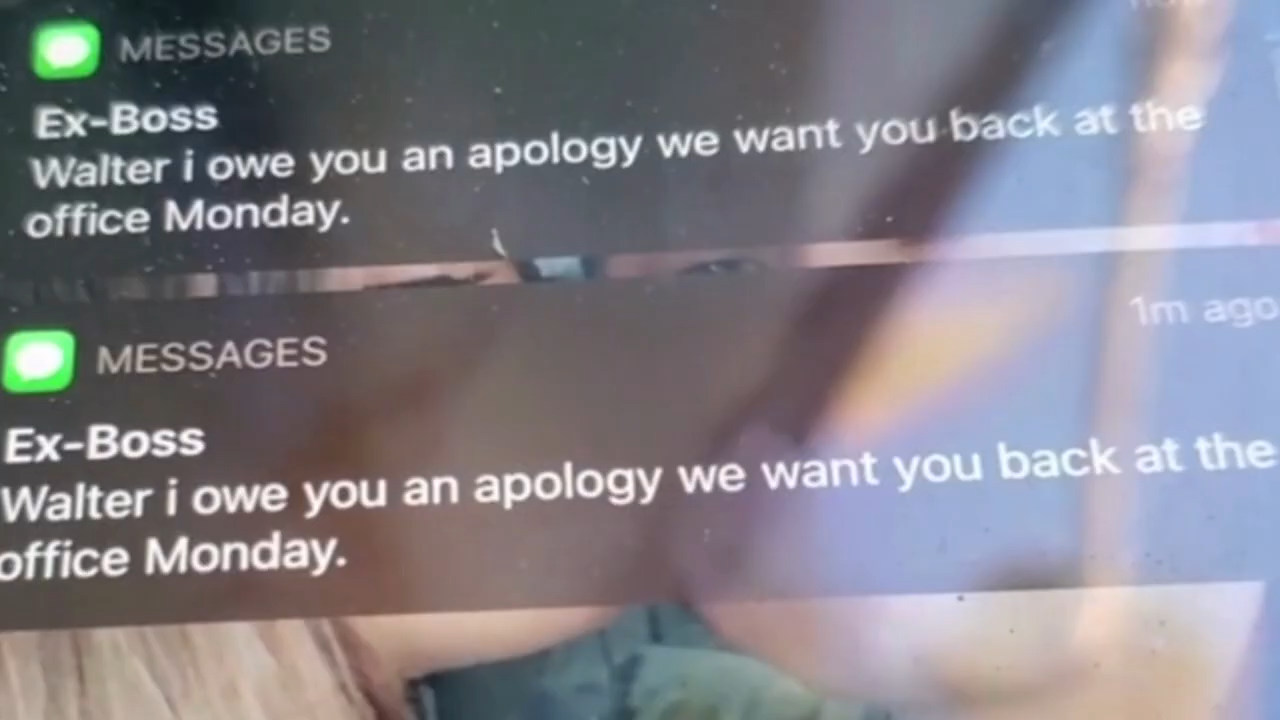 MESSAGES
Ex-Boss
Walter i owe you an apology we want you back at the
office Monday.
MESSAGES
1m ago
Ex-Boss
Walter i owe you an apology we want you back at the
office Monday.